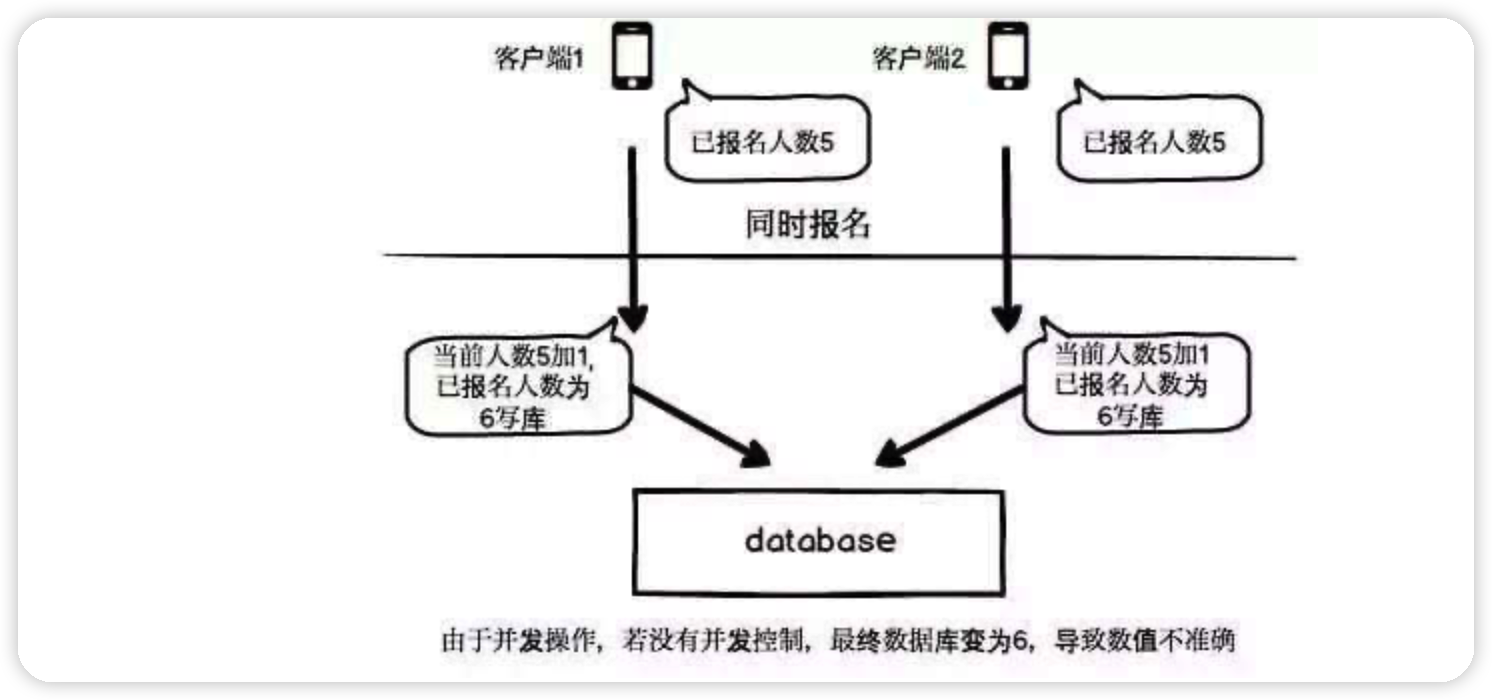 客户端1
客户端2
已报名人数5
已报名人数5
同时报名
当前人数5加1,
已报名人数为
6写库
当前人数5加1
已报名人数为
6写库
database
由于并发操作，若没有并发控制，最终数据库变为6，导致数值不准确